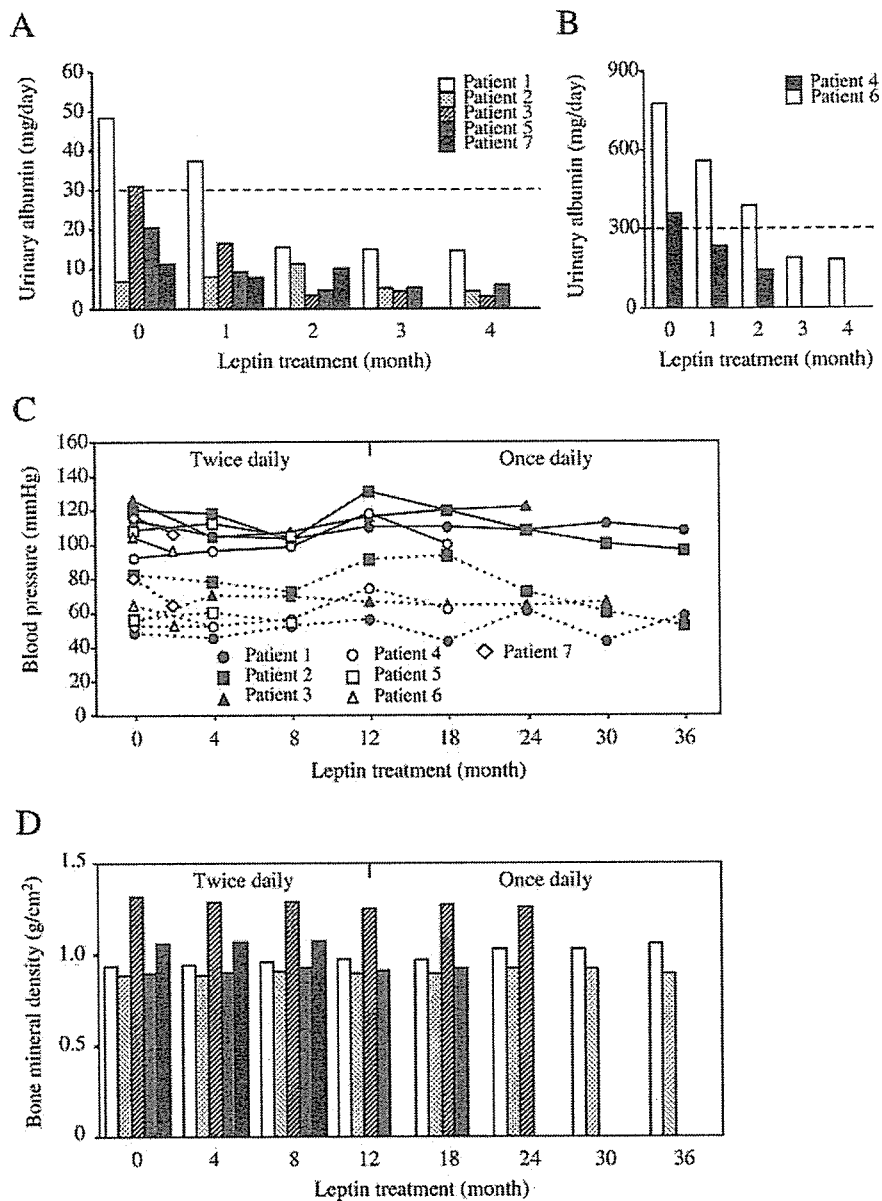 A
Urinary albumin (mg/day)
60
50
40
30
20
10
0
0 1 2 3 4
Leptin treatment (month)
Patient 1
Patient 2
Patient 3
Patient 5
Patient 7
B
Urinary albumin (mg/day)
900
600
300
0
0 1 2 3 4
Leptin treatment (month)
Patient 4
Patient 6
C
Blood pressure (mmHg)
160
140
120
100
80
60
40
20
0
Twice daily Once daily
Patient 1 Patient 4 Patient 7
Patient 2 Patient 5
Patient 3 Patient 6
0 4 8 12 18 24 30 36
Leptin treatment (month)
D
Bone mineral density (g/cm²)
1.5
1.0
0.5
0
Twice daily Once daily
0 4 8 12 18 24 30 36
Leptin treatment (month)